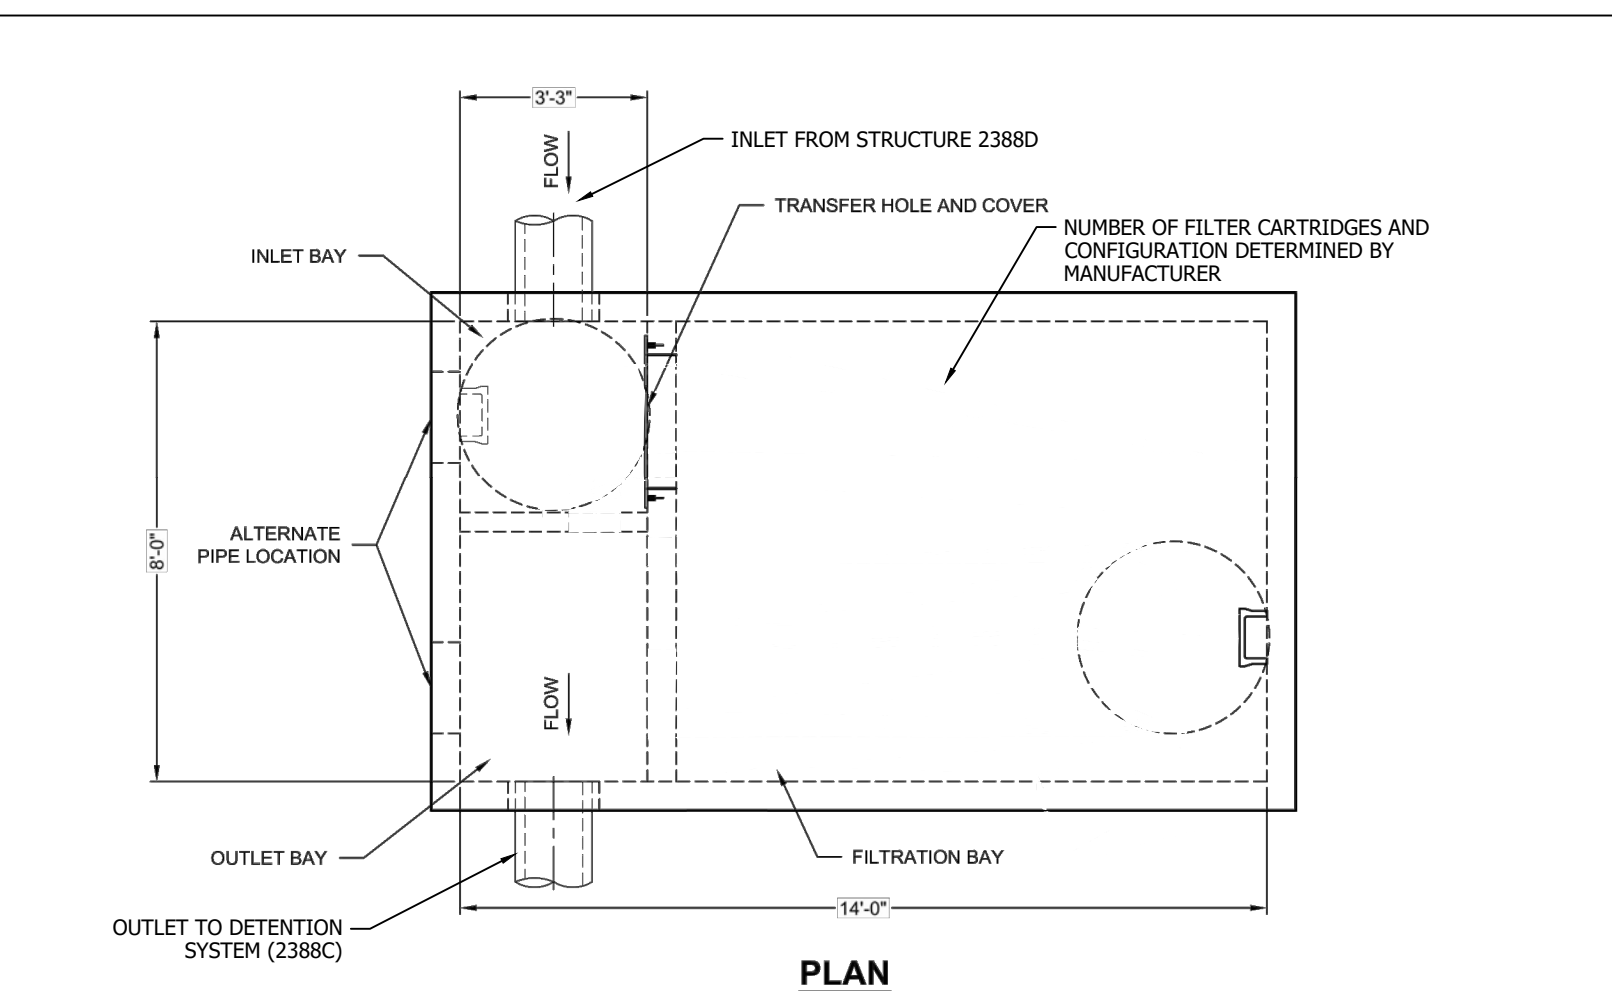 3'-3"
FLOW
INLET FROM STRUCTURE 2388D
TRANSFER HOLE AND COVER
NUMBER OF FILTER CARTRIDGES AND
CONFIGURATION DETERMINED BY
MANUFACTURER
INLET BAY
ALTERNATE
PIPE LOCATION
8'-0"
FLOW
OUTLET BAY
FILTRATION BAY
14'-0"
OUTLET TO DETENTION
SYSTEM (2388C)
PLAN